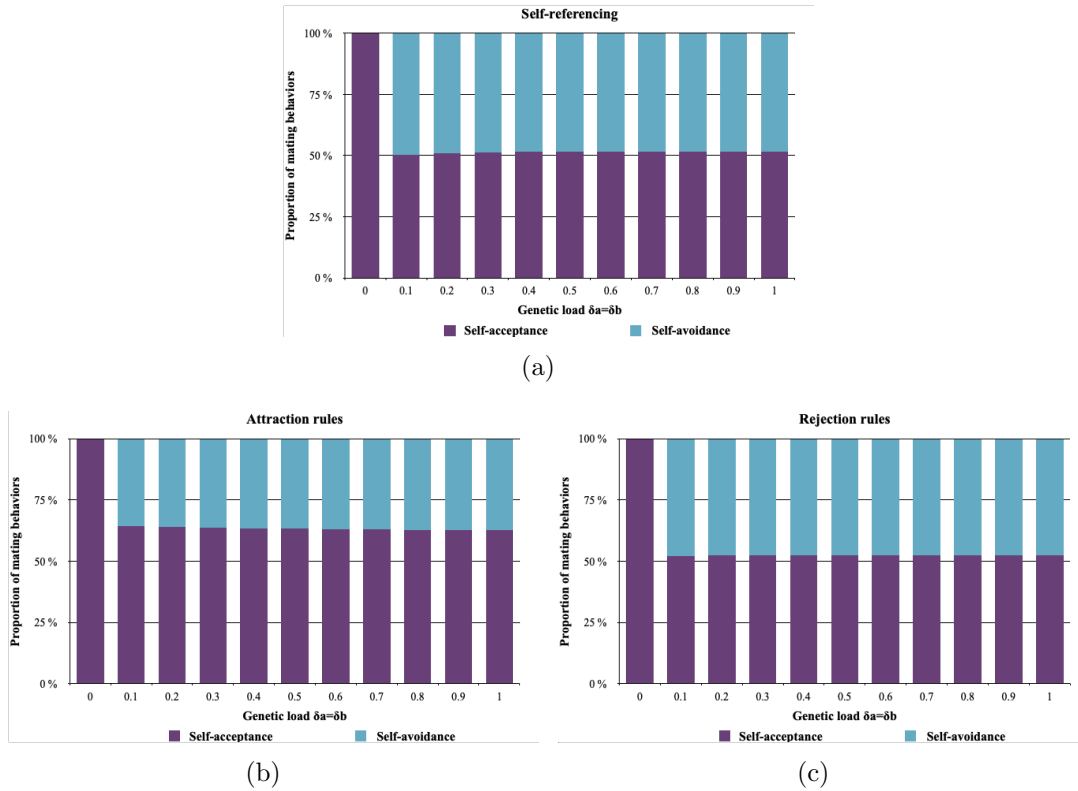 Self-referencing
Proportion of mating behaviors
100 %
75 %
50 %
25 %
0 %
0 0.1 0.2 0.3 0.4 0.5 0.6 0.7 0.8 0.9 1
Genetic load δa=δb
Self-acceptance Self-avoidance
(a)
Attraction rules
Proportion of mating behaviors
100 %
75 %
50 %
25 %
0 %
0 0.1 0.2 0.3 0.4 0.5 0.6 0.7 0.8 0.9 1
Genetic load δa=δb
Self-acceptance Self-avoidance
(b)
Rejection rules
Proportion of mating behaviors
100 %
75 %
50 %
25 %
0 %
0 0.1 0.2 0.3 0.4 0.5 0.6 0.7 0.8 0.9 1
Genetic load δa=δb
Self-acceptance Self-avoidance
(c)